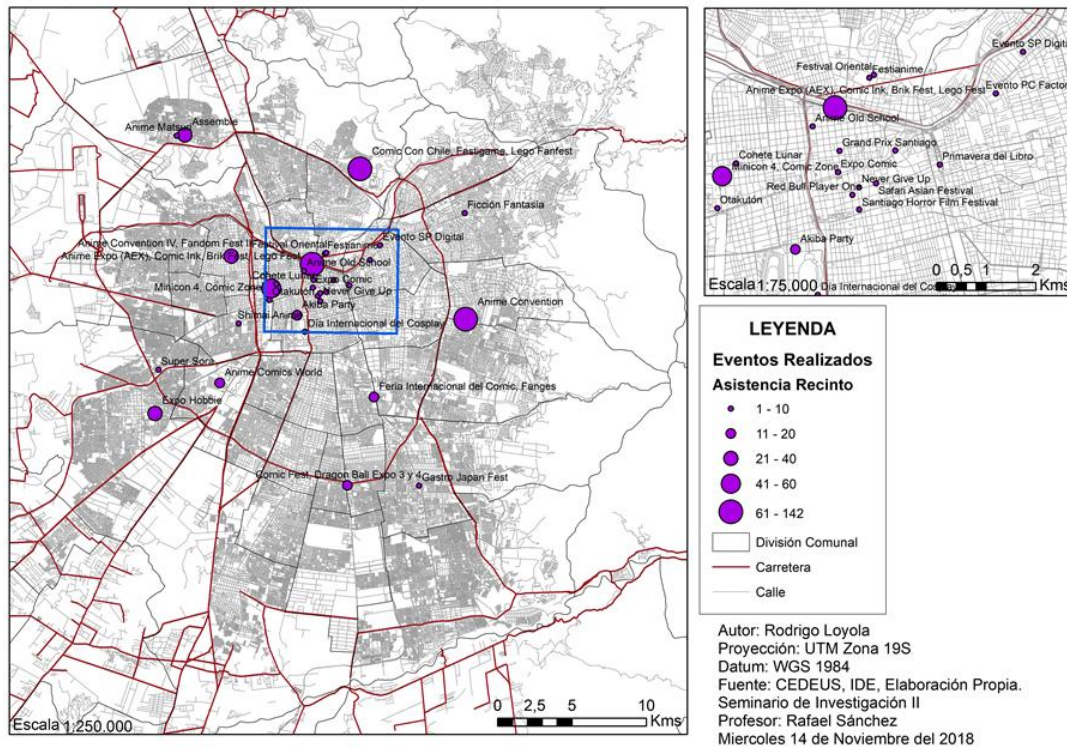 Anime Matsuri
Assemble
Comic Con Chile, Festigame, Lego Fanfest
Ficción Fantasía
Evento SP Digital
Anime Convention IV, Fandom Fest II
Festival Oriental
Festianime
Anime Expo (AEX), Comic Ink, Brik Fest, Lego Fest
Anime Old School
Cohete Lunar
Expo Comic
Minicon 4, Comic Zone
Otakutón
Never Give Up
Akiba Party
Anime Convention
Shimai Anime
Día Internacional del Cosplay
Super Sora
Anime Comics World
Feria Internacional del Comic, Fanges
Expo Hobbie
Comic Fest, Dragon Ball Expo 3 y 4
Gastro Japan Fest
Escala 1:250.000
0 2,5 5 10
Kms
Evento SP Digital
Festival Oriental
Festianime
Anime Expo (AEX), Comic Ink, Brik Fest, Lego Fest
Evento PC Factory
Anime Old School
Grand Prix Santiago
Cohete Lunar
Minicon 4, Comic Zone
Expo Comic
Primavera del Libro
Never Give Up
Red Bull Player One
Safari Asian Festival
Otakutón
Santiago Horror Film Festival
Akiba Party
0 0,5 1 2
Escala 1:75.000
Día Internacional del Cosplay
Kms
LEYENDA
Eventos Realizados
Asistencia Recinto
1 - 10
11 - 20
21 - 40
41 - 60
61 - 142
División Comunal
Carretera
Calle
Autor: Rodrigo Loyola
Proyección: UTM Zona 19S
Datum: WGS 1984
Fuente: CEDEUS, IDE, Elaboración Propia.
Seminario de Investigación II
Profesor: Rafael Sánchez
Miercoles 14 de Noviembre del 2018